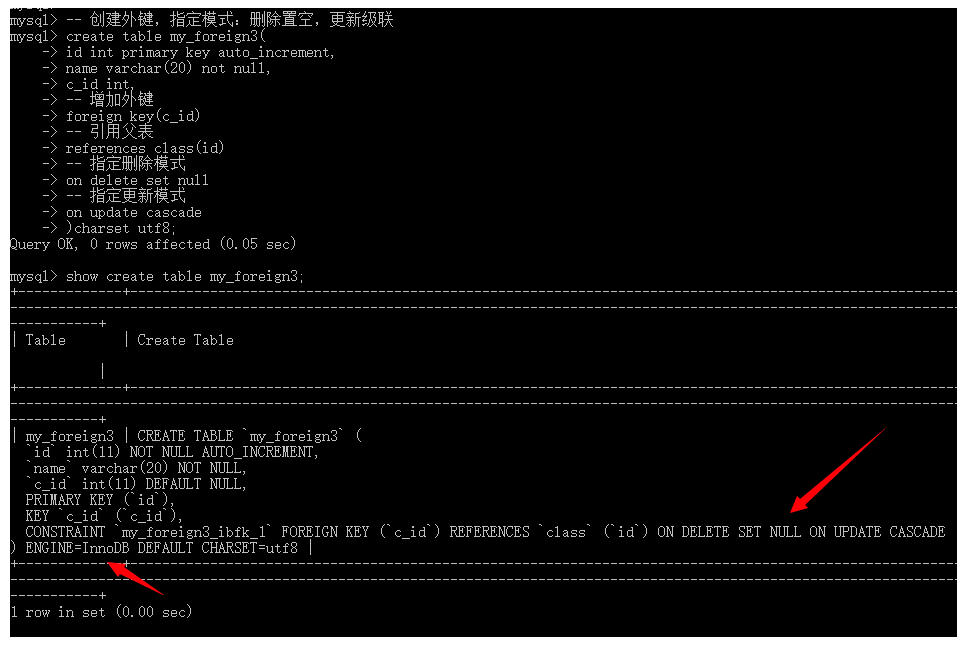 mysql> -- 创建外键，指定模式：删除置空，更新级联
mysql> create table my_foreign3(
    -> id int primary key auto_increment,
    -> name varchar(20) not null,
    -> c_id int,
    -> -- 增加外键
    -> foreign key(c_id)
    -> -- 引用父表
    -> references class(id)
    -> -- 指定删除模式
    -> on delete set null
    -> -- 指定更新模式
    -> on update cascade
    -> )charset utf8;
Query OK, 0 rows affected (0.05 sec)
mysql> show create table my_foreign3;
| Table       | Create Table
|
| my_foreign3 | CREATE TABLE `my_foreign3` (
  `id` int(11) NOT NULL AUTO_INCREMENT,
  `name` varchar(20) NOT NULL,
  `c_id` int(11) DEFAULT NULL,
  PRIMARY KEY (`id`),
  KEY `c_id` (`c_id`),
  CONSTRAINT `my_foreign3_ibfk_1` FOREIGN KEY (`c_id`) REFERENCES `class` (`id`) ON DELETE SET NULL ON UPDATE CASCADE
) ENGINE=InnoDB DEFAULT CHARSET=utf8 |
1 row in set (0.00 sec)